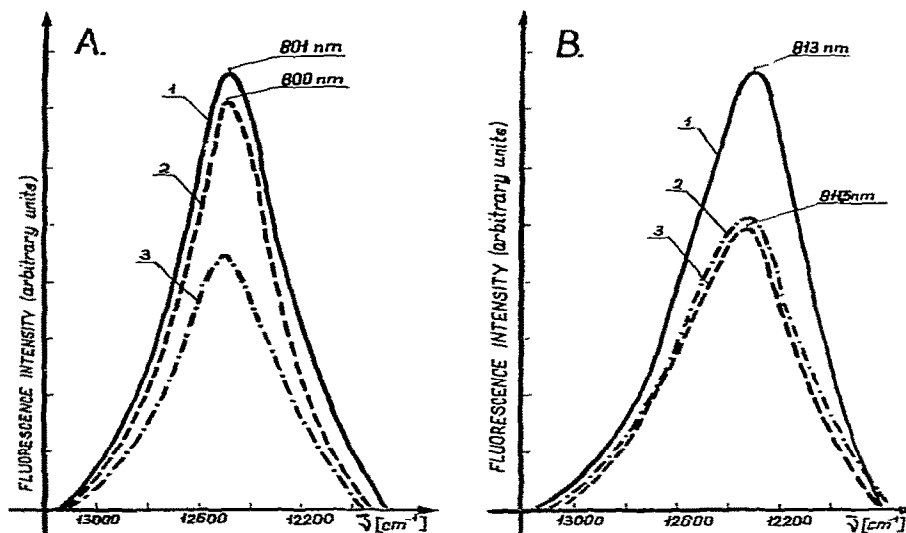 A.
801 nm
800 nm
1
2
3
FLUORESCENCE INTENSITY (arbitrary units)
13000 12600 12200 ν̄ [cm⁻¹]
B.
813 nm
1
2
3
nm
FLUORESCENCE INTENSITY (arbitrary units)
13000 12600 12200 ν̄ [cm⁻¹]